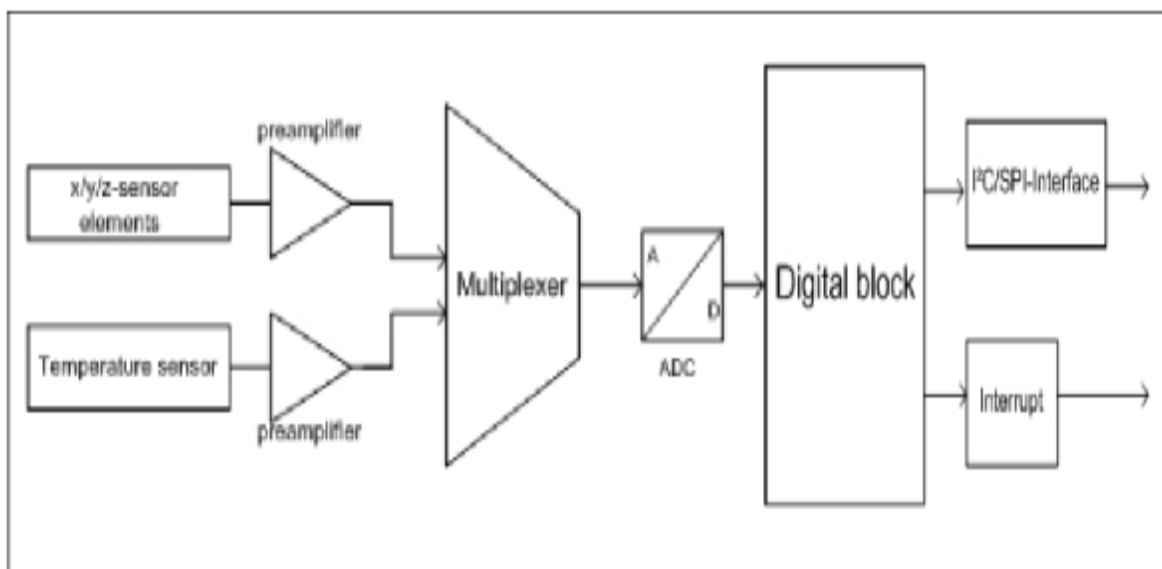 preamplifier
x/y/z-sensor
elements
Temperature sensor
preamplifier
Multiplexer
A
D
ADC
Digital block
I²C/SPI-Interface
Interrupt